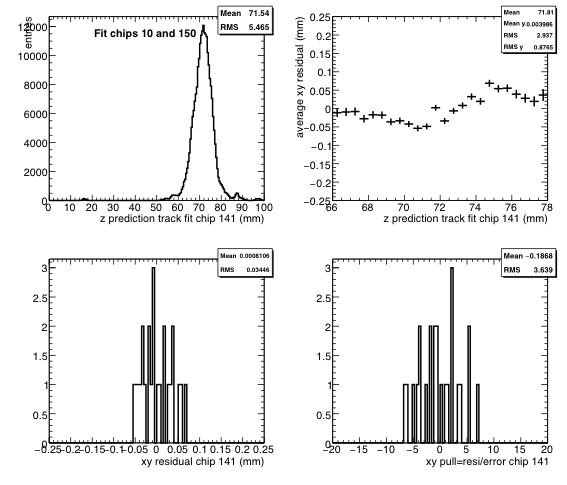 entries
12000
10000
8000
6000
4000
2000
0
Fit chips 10 and 150
Mean 71.54
RMS 5.465
0 10 20 30 40 50 60 70 80 90 100
z prediction track fit chip 141 (mm)
average xy residual (mm)
0.25
0.2
0.15
0.1
0.05
0
−0.05
−0.1
−0.15
−0.2
−0.25
Mean 71.81
Mean y 0.003986
RMS 2.937
RMS y 0.8765
66 68 70 72 74 76 78
z prediction track fit chip 141 (mm)
3
2.5
2
1.5
1
0.5
0
Mean 0.0008106
RMS 0.03446
−0.25 −0.2 −0.15 −0.1 −0.05 0 0.05 0.1 0.15 0.2 0.25
xy residual chip 141 (mm)
3
2.5
2
1.5
1
0.5
0
Mean −0.1868
RMS 3.639
−20 −15 −10 −5 0 5 10 15 20
xy pull=resi/error chip 141